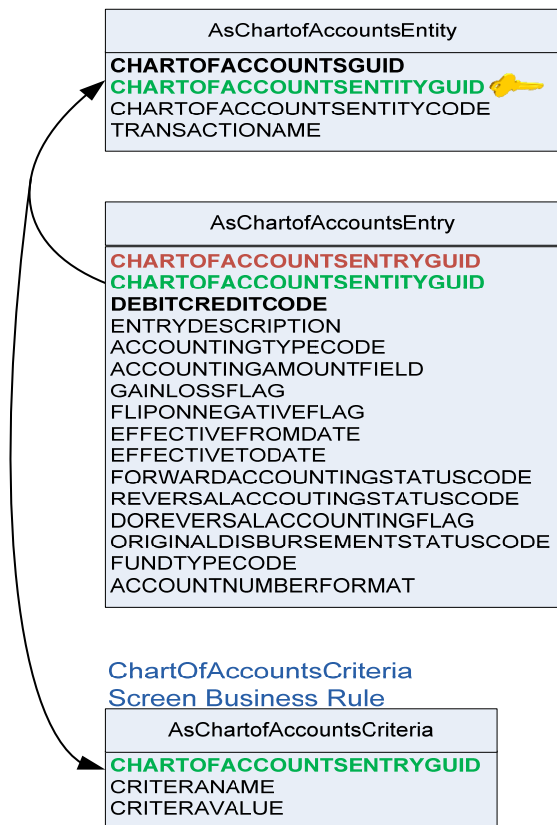 AsChartofAccountsEntity
CHARTOFACCOUNTSGUID
CHARTOFACCOUNTSENTITYGUID
CHARTOFACCOUNTSENTITYCODE
TRANSACTIONAME
AsChartofAccountsEntry
CHARTOFACCOUNTSENTRYGUID
CHARTOFACCOUNTSENTITYGUID
DEBITCREDITCODE
ENTRYDESCRIPTION
ACCOUNTINGTYPECODE
ACCOUNTINGAMOUNTFIELD
GAINLOSSFLAG
FLIPONNEGATIVEFLAG
EFFECTIVEFROMDATE
EFFECTIVETODATE
FORWARDACCOUNTINGSTATUSCODE
REVERSALACCOUTINGSTATUSCODE
DOREVERSALACCOUNTINGFLAG
ORIGINALDISBURSEMENTSTATUSCODE
FUNDTYPECODE
ACCOUNTNUMBERFORMAT
ChartOfAccountsCriteria
Screen Business Rule
AsChartofAccountsCriteria
CHARTOFACCOUNTSENTRYGUID
CRITERANAME
CRITERAVALUE